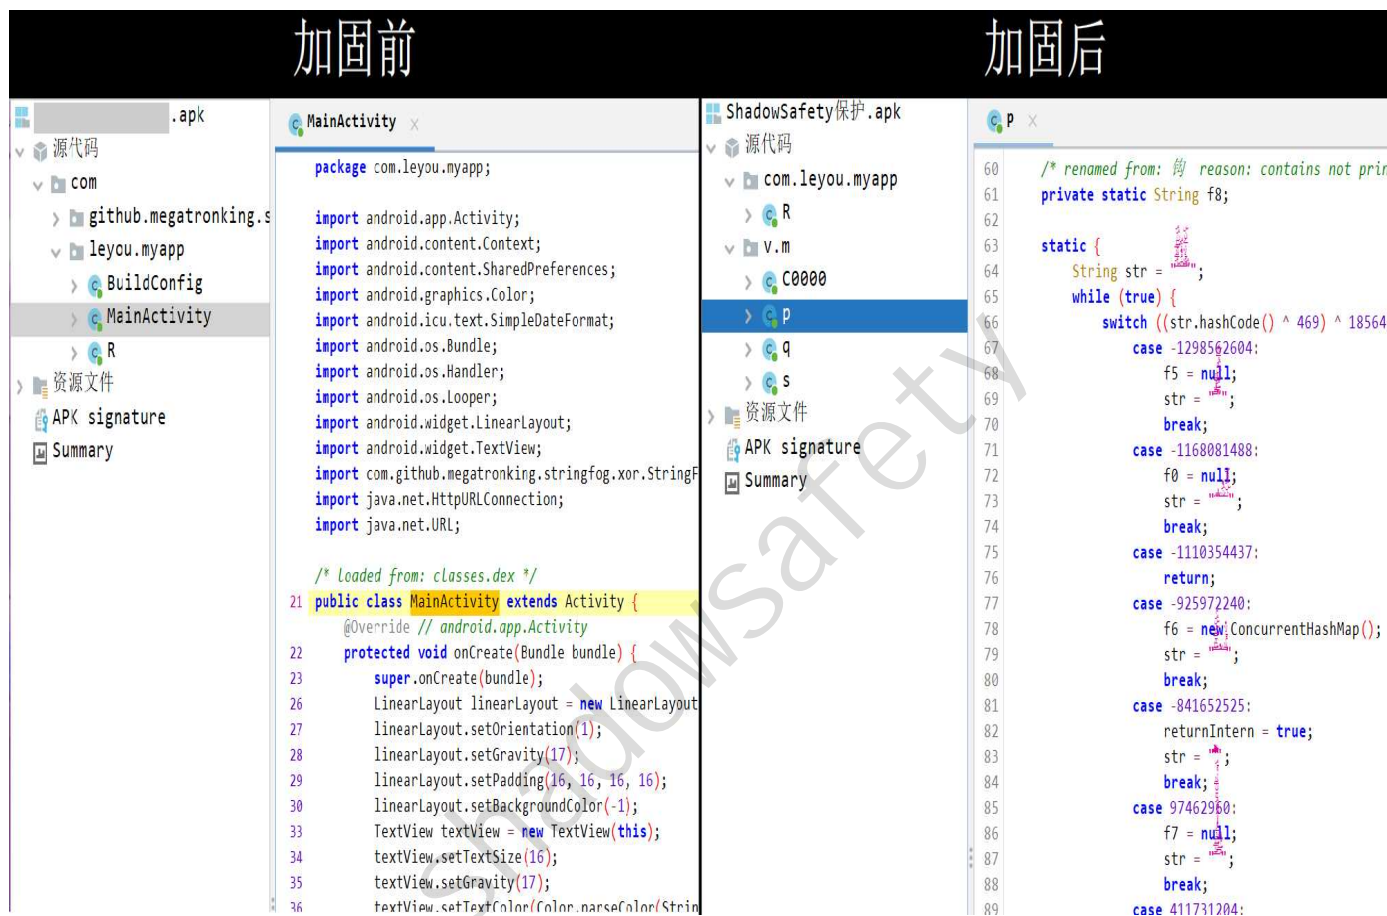 加固前
.apk
源代码
com
github.megatronking.s
leyou.myapp
BuildConfig
MainActivity
R
资源文件
APK signature
Summary
MainActivity
package com.leyou.myapp;
import android.app.Activity;
import android.content.Context;
import android.content.SharedPreferences;
import android.graphics.Color;
import android.icu.text.SimpleDateFormat;
import android.os.Bundle;
import android.os.Handler;
import android.os.Looper;
import android.widget.LinearLayout;
import android.widget.TextView;
import com.github.megatronking.stringfog.xor.StringF
import java.net.HttpURLConnection;
import java.net.URL;
/* loaded from: classes.dex */
21 public class MainActivity extends Activity {
@Override // android.app.Activity
22 protected void onCreate(Bundle bundle) {
23 super.onCreate(bundle);
26 LinearLayout linearLayout = new LinearLayout
27 linearLayout.setOrientation(1);
28 linearLayout.setGravity(17);
29 linearLayout.setPadding(16, 16, 16, 16);
30 linearLayout.setBackgroundColor(-1);
33 TextView textView = new TextView(this);
34 textView.setTextSize(16);
35 textView.setGravity(17);
36 textView.setTextColor(Color.parseColor(Strin
加固后
ShadowSafety保护.apk
源代码
com.leyou.myapp
R
v.m
C0000
p
q
s
资源文件
APK signature
Summary
p
60 /* renamed from: 钩 reason: contains not prin
61 private static String f8;
62
63 static {
64 String str = "";
65 while (true) {
66 switch ((str.hashCode() ^ 469) ^ 18564
67 case -1298562604:
68 f5 = null;
69 str = "";
70 break;
71 case -1168081488:
72 f0 = null;
73 str = "";
74 break;
75 case -1110354437:
76 return;
77 case -925972240:
78 f6 = new ConcurrentHashMap();
79 str = "";
80 break;
81 case -841652525:
82 returnIntern = true;
83 str = "";
84 break;
85 case 97462960:
86 f7 = null;
87 str = "";
88 break;
89 case 411731204:
shadowsafety